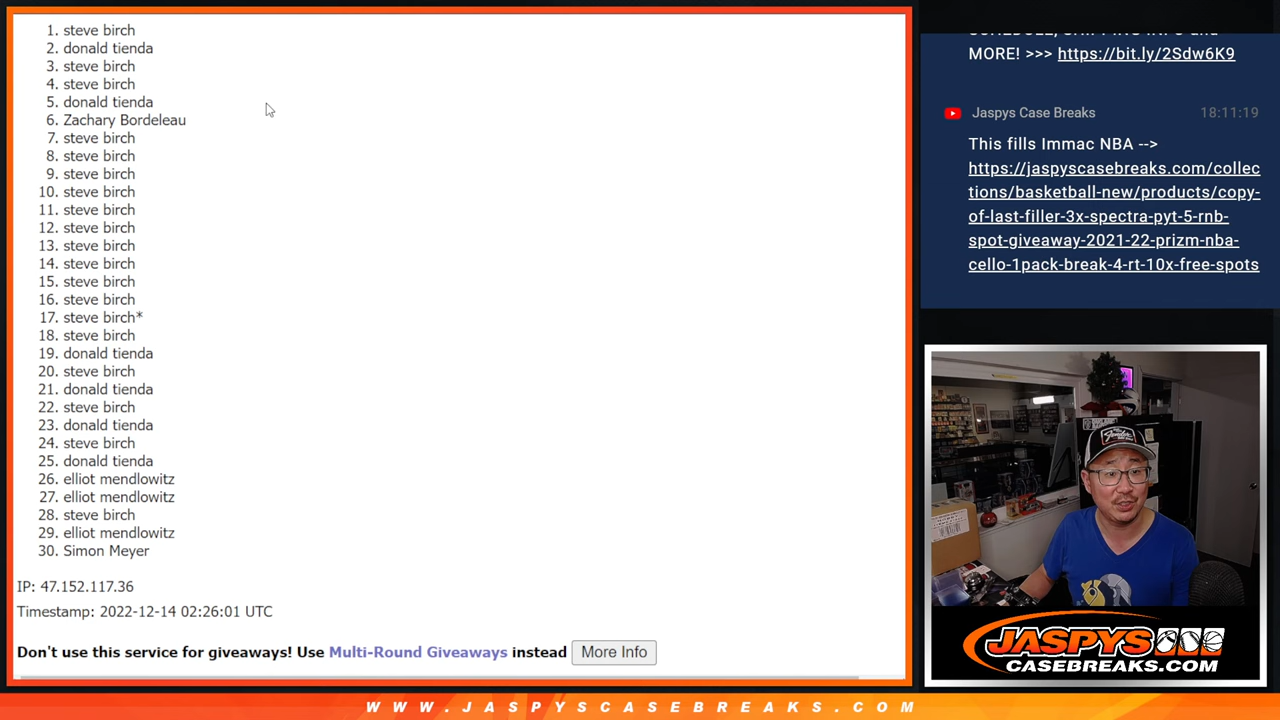 1. steve birch
2. donald tienda
3. steve birch
4. steve birch
5. donald tienda
6. Zachary Bordeleau
7. steve birch
8. steve birch
9. steve birch
10. steve birch
11. steve birch
12. steve birch
13. steve birch
14. steve birch
15. steve birch
16. steve birch
17. steve birch*
18. steve birch
19. donald tienda
20. steve birch
21. donald tienda
22. steve birch
23. donald tienda
24. steve birch
25. donald tienda
26. elliot mendlowitz
27. elliot mendlowitz
28. steve birch
29. elliot mendlowitz
30. Simon Meyer
IP: 47.152.117.36
Timestamp: 2022-12-14 02:26:01 UTC
Don't use this service for giveaways! Use Multi-Round Giveaways instead More Info
MORE! >>> https://bit.ly/2Sdw6K9
Jaspys Case Breaks 18:11:19
This fills Immac NBA -->
https://jaspyscasebreaks.com/collec
tions/basketball-new/products/copy-
of-last-filler-3x-spectra-pyt-5-rnb-
spot-giveaway-2021-22-prizm-nba-
cello-1pack-break-4-rt-10x-free-spots
JASPYS
CASEBREAKS.COM
WWW.JASPYSCASEBREAKS.COM